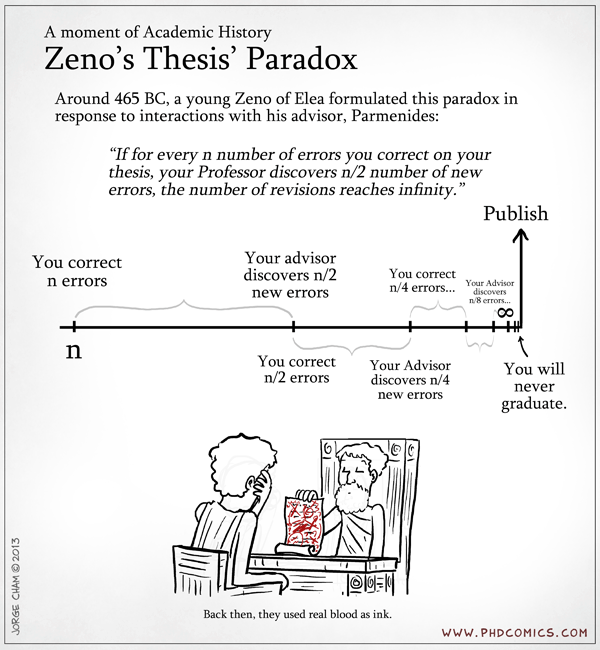 A moment of Academic History
Zeno's Thesis' Paradox
Around 465 BC, a young Zeno of Elea formulated this paradox in
response to interactions with his advisor, Parmenides:
“If for every n number of errors you correct on your
thesis, your Professor discovers n/2 number of new
errors, the number of revisions reaches infinity.”
Publish
You correct
n errors
Your advisor
discovers n/2
new errors
You correct
n/4 errors...
Your Advisor
discovers
n/8 errors...
∞
n
You correct
n/2 errors
Your Advisor
discovers n/4
new errors
You will
never
graduate.
Back then, they used real blood as ink.
JORGE CHAM © 2013
WWW.PHDCOMICS.COM